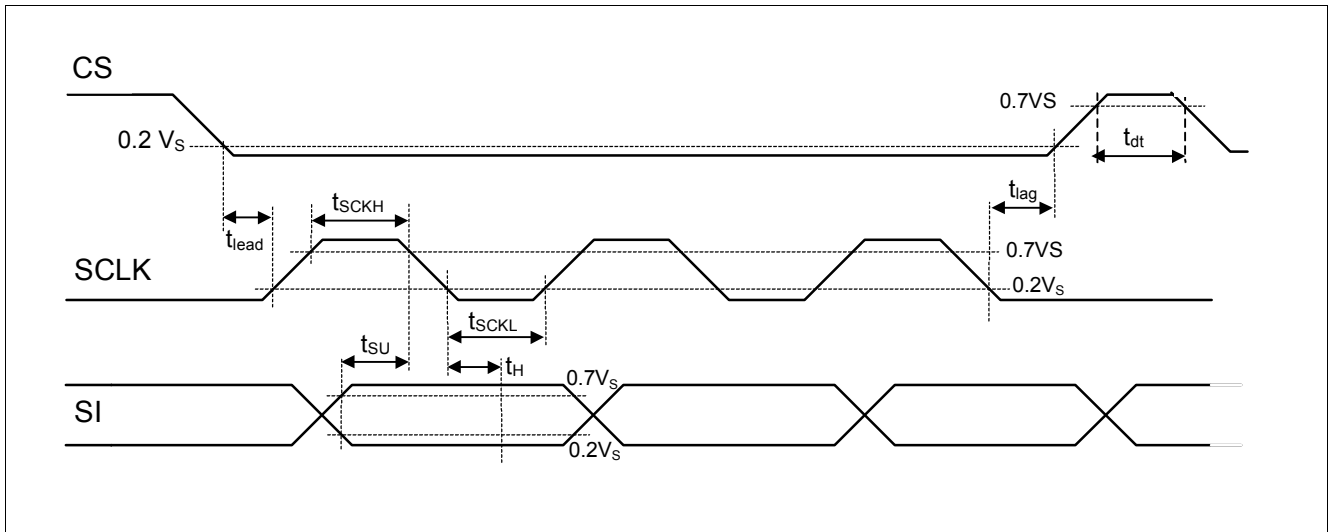 CS
0.7VS
0.2 VS
tdt
tSCKH
tlag
tlead
0.7VS
SCLK
0.2VS
tSCKL
tSU
tH
0.7VS
SI
0.2VS